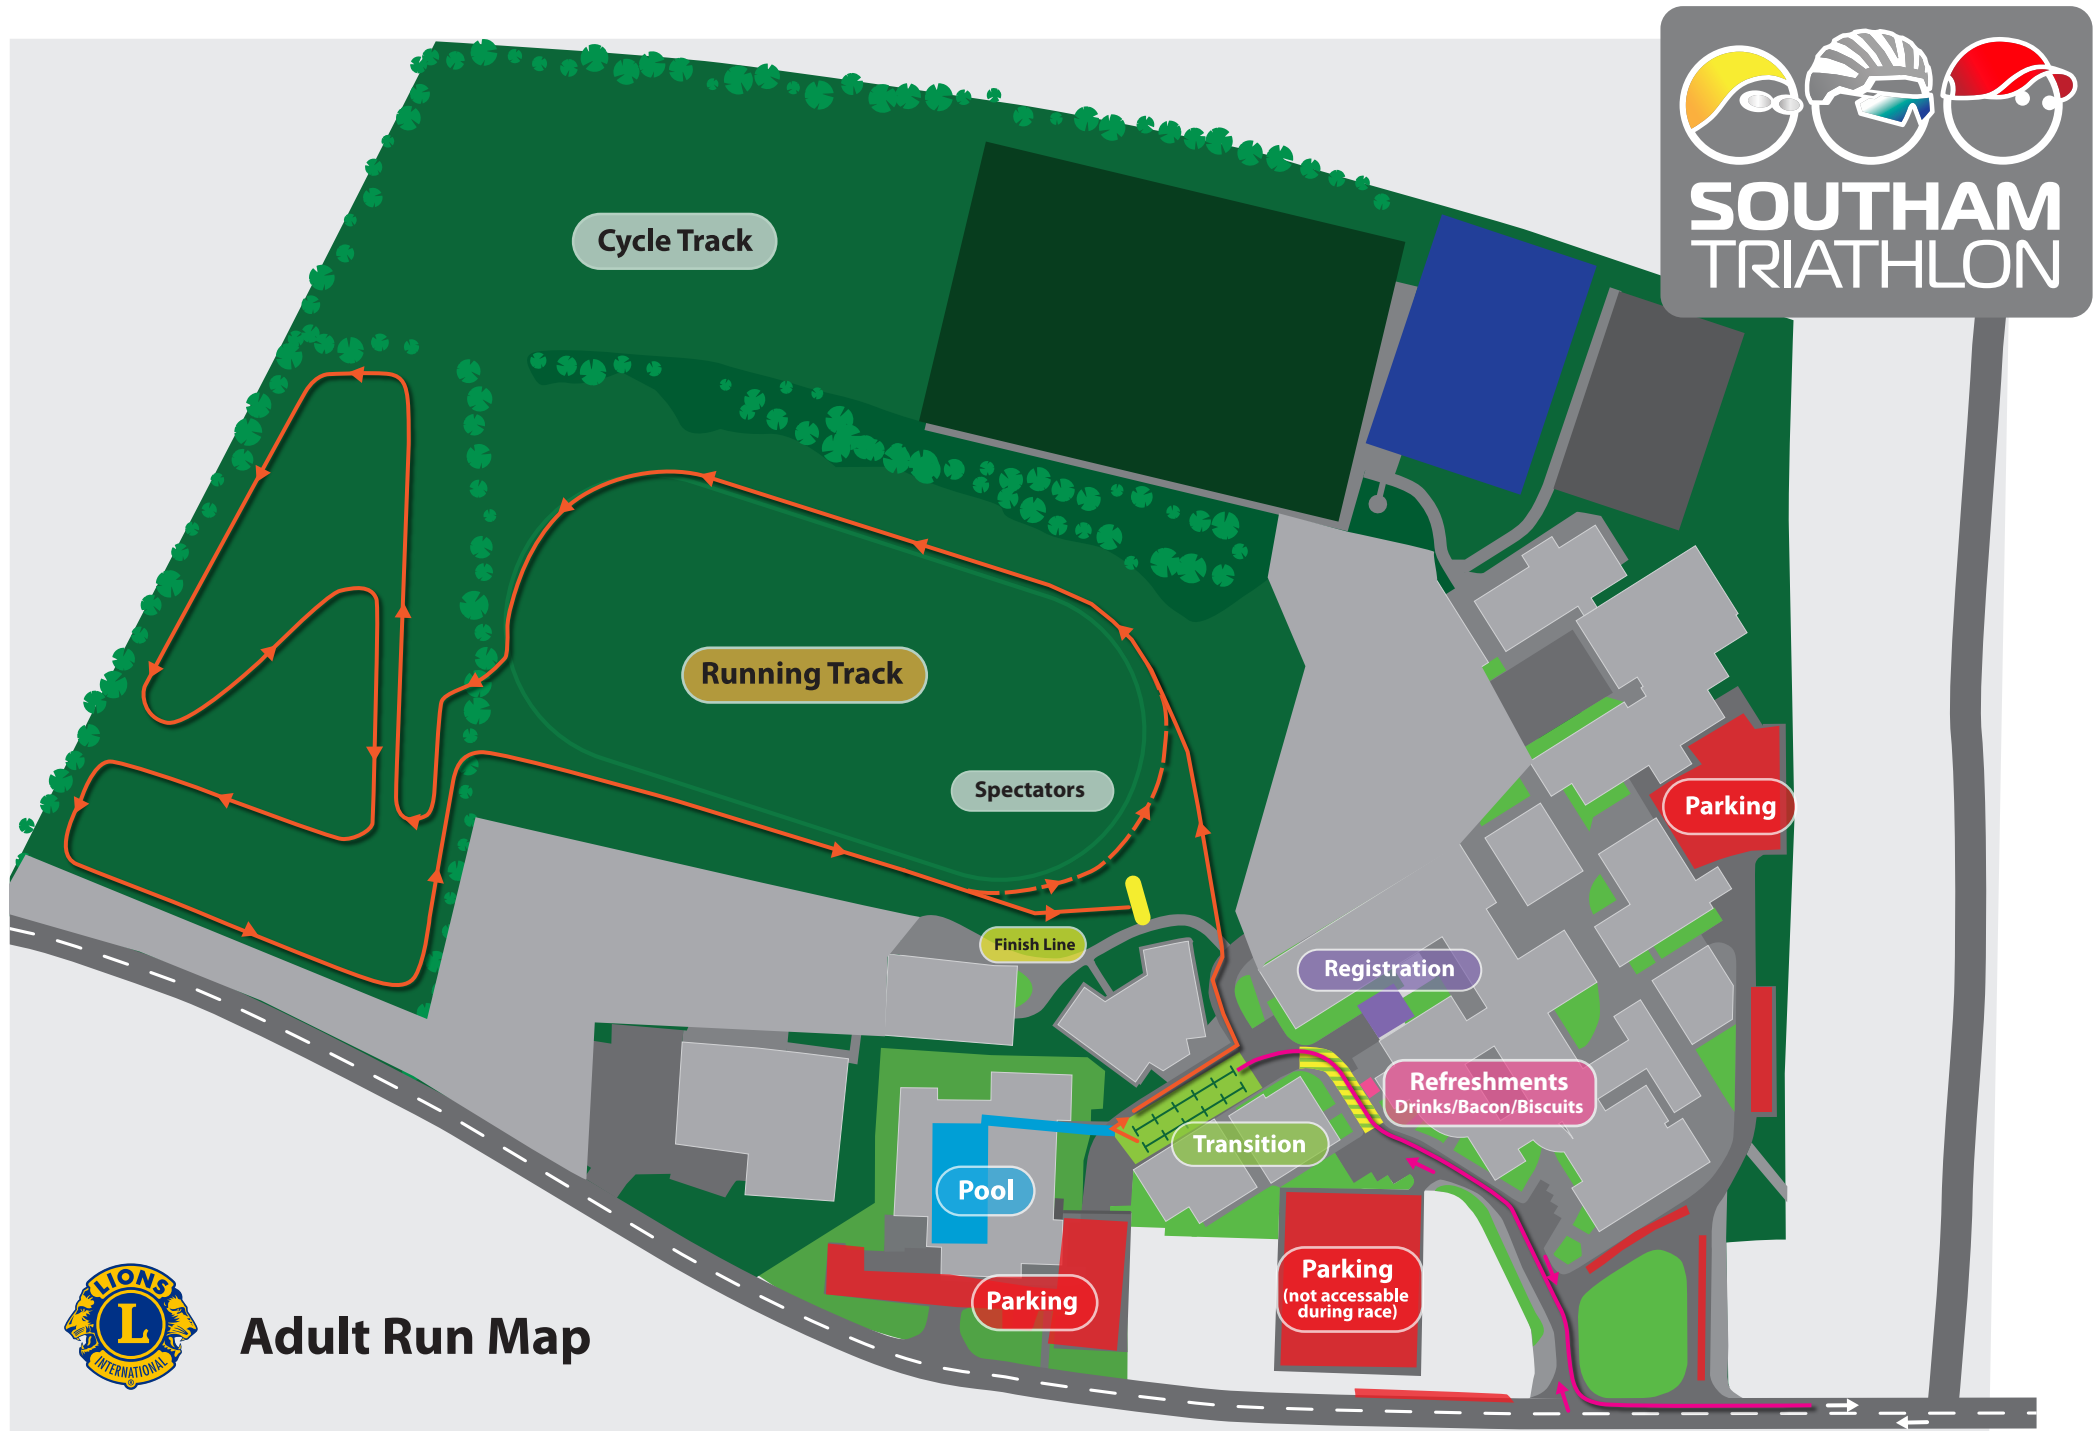 SOUTHAM
TRIATHLON
Cycle Track
Running Track
Spectators
Parking
Finish Line
Registration
Refreshments
Drinks/Bacon/Biscuits
Transition
Pool
Parking
(not accessable
during race)
Parking
LIONS
L
INTERNATIONAL
®
Adult Run Map